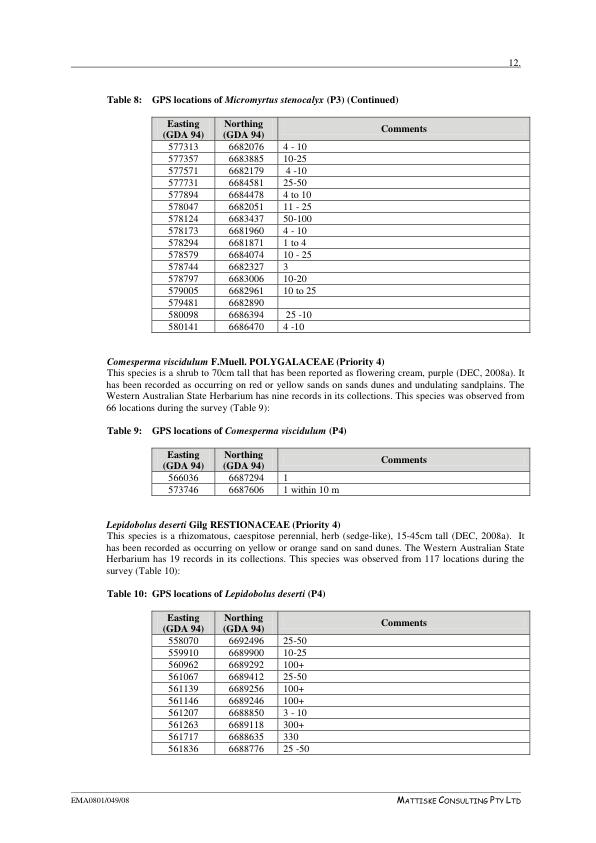 12.
Table 8: GPS locations of Micromyrtus stenocalyx (P3) (Continued)
Easting (GDA 94) Northing (GDA 94) Comments
577313 6682076 4 - 10
577357 6683885 10-25
577571 6682179 4 -10
577731 6684581 25-50
577894 6684478 4 to 10
578047 6682051 11 - 25
578124 6683437 50-100
578173 6681960 4 - 10
578294 6681871 1 to 4
578579 6684074 10 - 25
578744 6682327 3
578797 6683006 10-20
579005 6682961 10 to 25
579481 6682890
580098 6686394 25 -10
580141 6686470 4 -10
Comesperma viscidulum F.Muell. POLYGALACEAE (Priority 4)
This species is a shrub to 70cm tall that has been reported as flowering cream, purple (DEC, 2008a). It
has been recorded as occurring on red or yellow sands on sands dunes and undulating sandplains. The
Western Australian State Herbarium has nine records in its collections. This species was observed from
66 locations during the survey (Table 9):
Table 9: GPS locations of Comesperma viscidulum (P4)
Easting (GDA 94) Northing (GDA 94) Comments
566036 6687294 1
573746 6687606 1 within 10 m
Lepidobolus deserti Gilg RESTIONACEAE (Priority 4)
This species is a rhizomatous, caespitose perennial, herb (sedge-like), 15-45cm tall (DEC, 2008a). It
has been recorded as occurring on yellow or orange sand on sand dunes. The Western Australian State
Herbarium has 19 records in its collections. This species was observed from 117 locations during the
survey (Table 10):
Table 10: GPS locations of Lepidobolus deserti (P4)
Easting (GDA 94) Northing (GDA 94) Comments
558070 6692496 25-50
559910 6689900 10-25
560962 6689292 100+
561067 6689412 25-50
561139 6689256 100+
561146 6689246 100+
561207 6688850 3 - 10
561263 6689118 300+
561717 6688635 330
561836 6688776 25 -50
EMA0801/049/08 MATTISKE CONSULTING PTY LTD